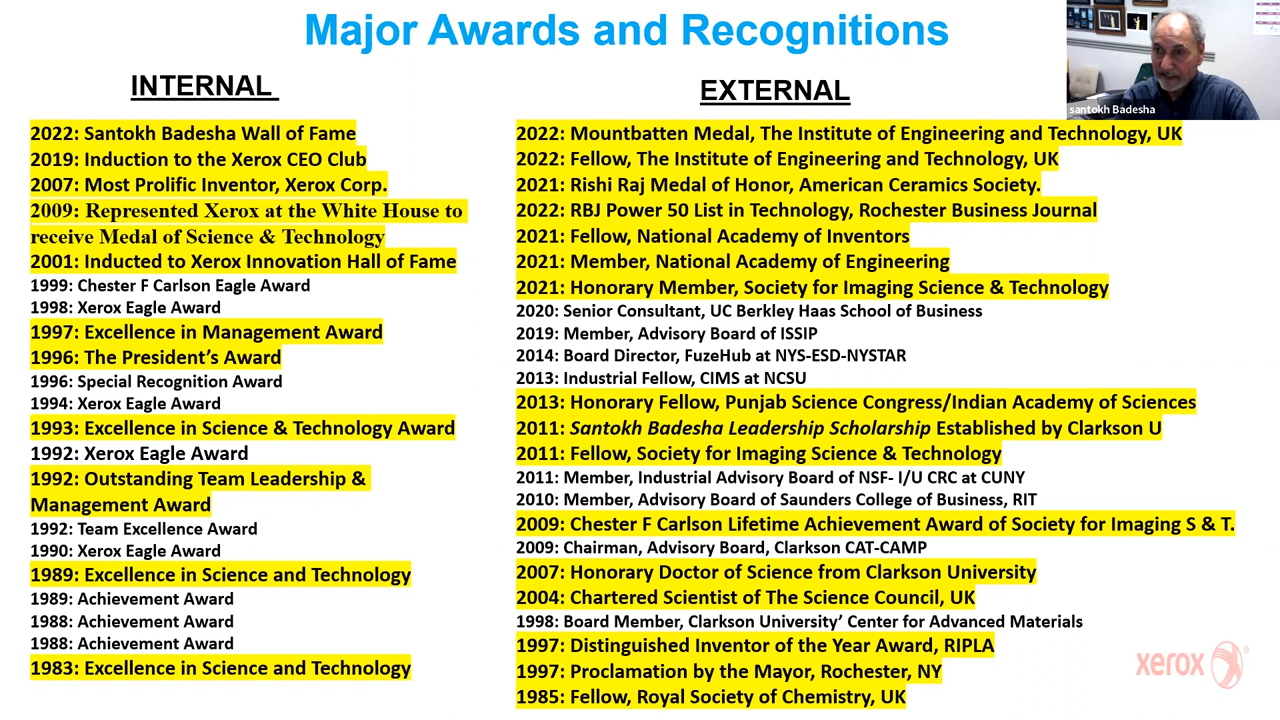 Major Awards and Recognitions
santokh Badesha
INTERNAL
2022: Santokh Badesha Wall of Fame
2019: Induction to the Xerox CEO Club
2007: Most Prolific Inventor, Xerox Corp.
2009: Represented Xerox at the White House to
receive Medal of Science & Technology
2001: Inducted to Xerox Innovation Hall of Fame
1999: Chester F Carlson Eagle Award
1998: Xerox Eagle Award
1997: Excellence in Management Award
1996: The President’s Award
1996: Special Recognition Award
1994: Xerox Eagle Award
1993: Excellence in Science & Technology Award
1992: Xerox Eagle Award
1992: Outstanding Team Leadership &
Management Award
1992: Team Excellence Award
1990: Xerox Eagle Award
1989: Excellence in Science and Technology
1989: Achievement Award
1988: Achievement Award
1988: Achievement Award
1983: Excellence in Science and Technology
EXTERNAL
2022: Mountbatten Medal, The Institute of Engineering and Technology, UK
2022: Fellow, The Institute of Engineering and Technology, UK
2021: Rishi Raj Medal of Honor, American Ceramics Society.
2022: RBJ Power 50 List in Technology, Rochester Business Journal
2021: Fellow, National Academy of Inventors
2021: Member, National Academy of Engineering
2021: Honorary Member, Society for Imaging Science & Technology
2020: Senior Consultant, UC Berkley Haas School of Business
2019: Member, Advisory Board of ISSIP
2014: Board Director, FuzeHub at NYS-ESD-NYSTAR
2013: Industrial Fellow, CIMS at NCSU
2013: Honorary Fellow, Punjab Science Congress/Indian Academy of Sciences
2011: Santokh Badesha Leadership Scholarship Established by Clarkson U
2011: Fellow, Society for Imaging Science & Technology
2011: Member, Industrial Advisory Board of NSF- I/U CRC at CUNY
2010: Member, Advisory Board of Saunders College of Business, RIT
2009: Chester F Carlson Lifetime Achievement Award of Society for Imaging S & T.
2009: Chairman, Advisory Board, Clarkson CAT-CAMP
2007: Honorary Doctor of Science from Clarkson University
2004: Chartered Scientist of The Science Council, UK
1998: Board Member, Clarkson University’ Center for Advanced Materials
1997: Distinguished Inventor of the Year Award, RIPLA
1997: Proclamation by the Mayor, Rochester, NY
1985: Fellow, Royal Society of Chemistry, UK
xerox ®